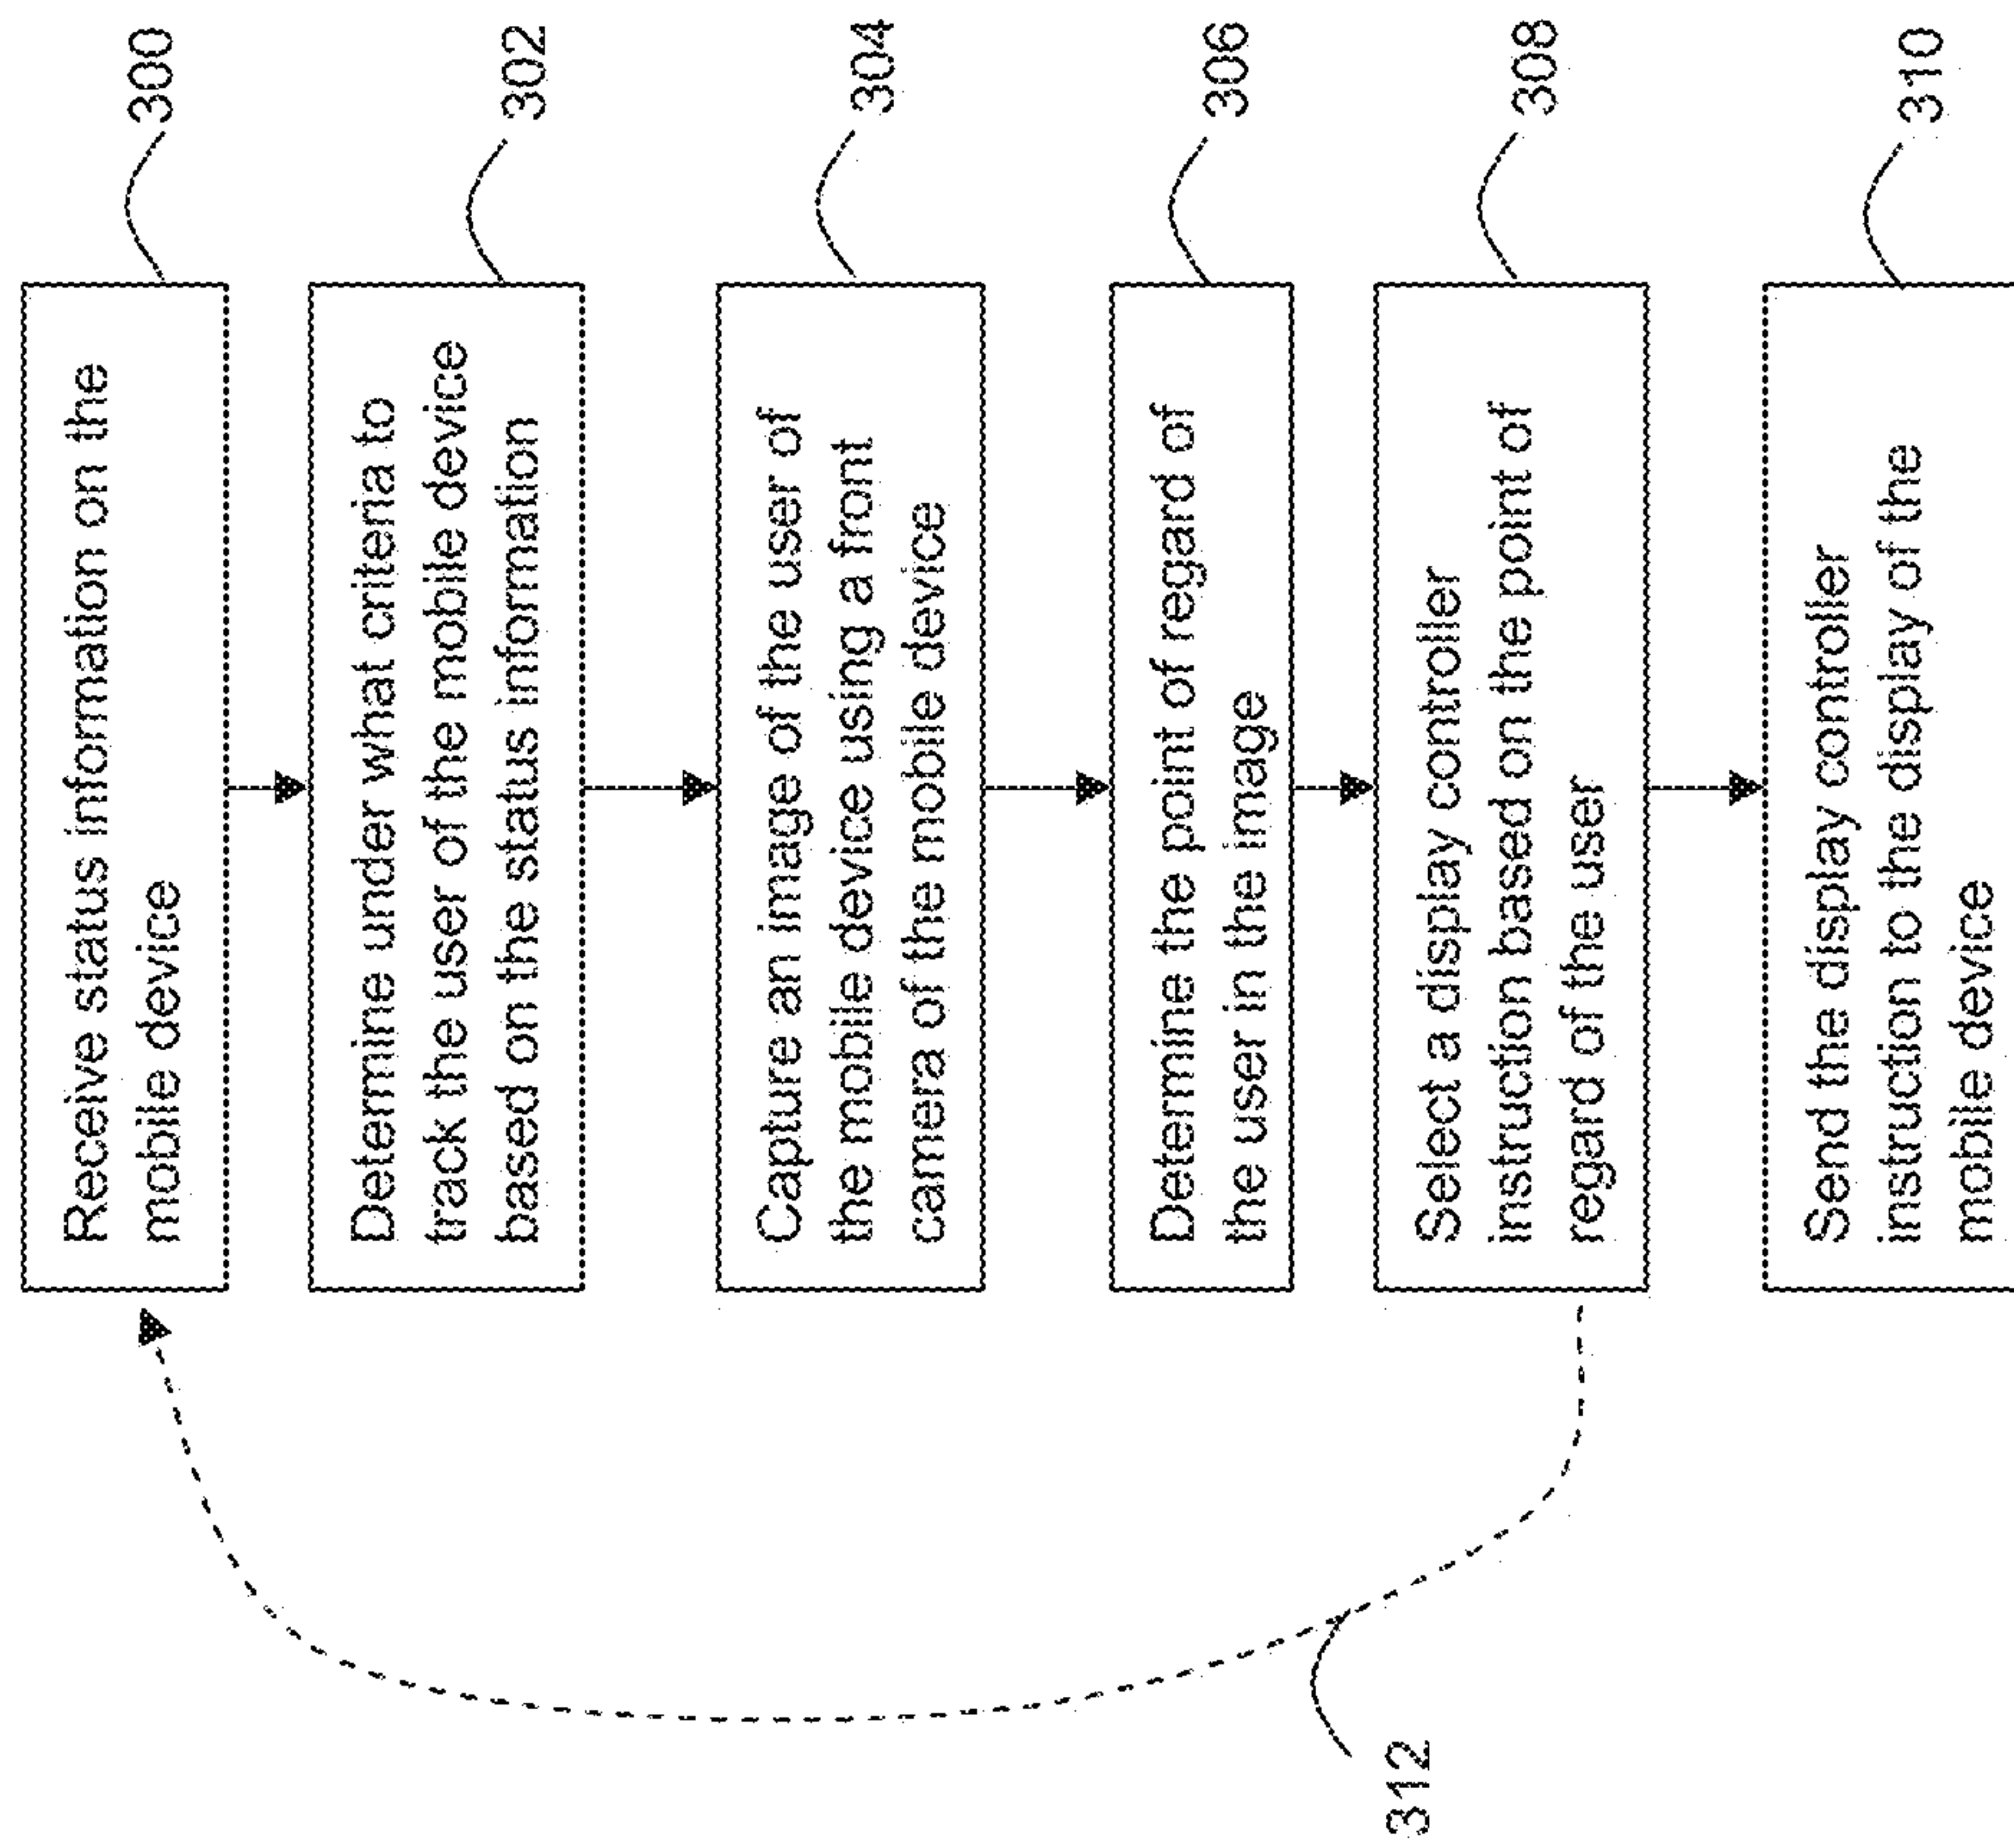 Receive status information on the
mobile device
300
Determine under what criteria to
track the user of the mobile device
based on the status information
302
Capture an image of the user of
the mobile device using a front
camera of the mobile device
304
Determine the point of regard of
the user in the image
306
Select a display controller
instruction based on the point of
regard of the user
308
Send the display controller
instruction to the display of the
mobile device
310
312